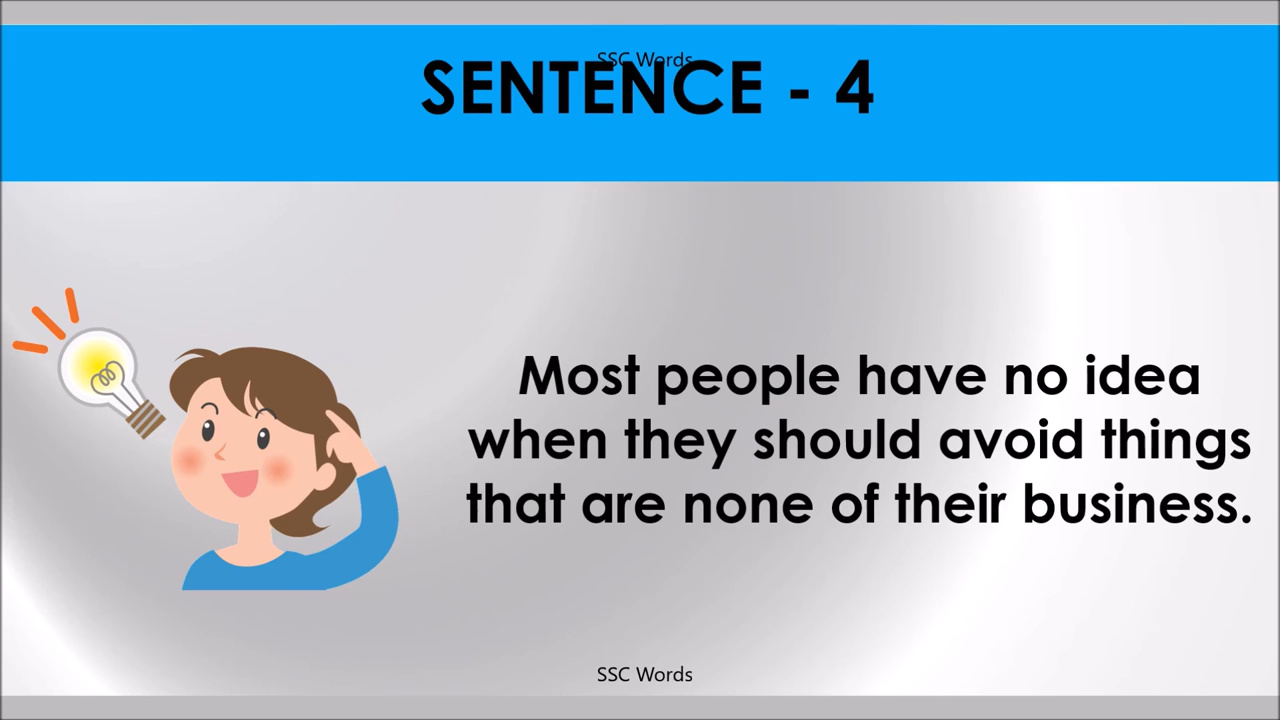 SSC Words
SENTENCE - 4
Most people have no idea
when they should avoid things
that are none of their business.
SSC Words